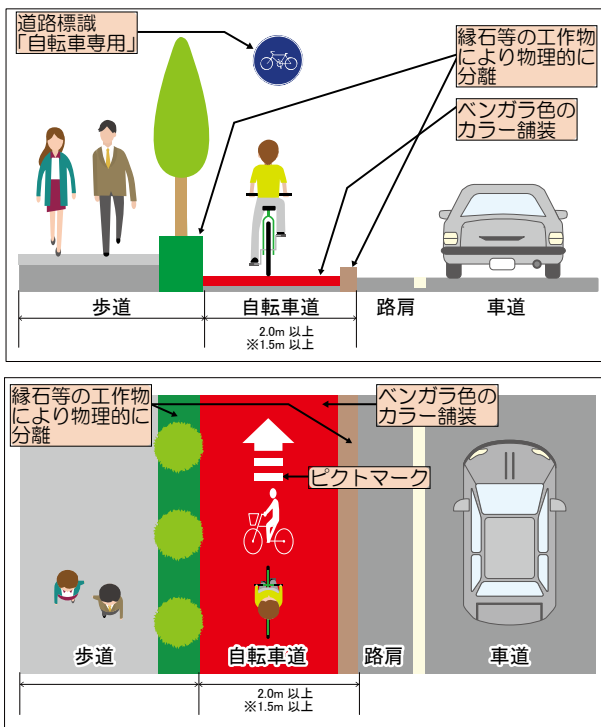 道路標識
「自転車専用」
縁石等の工作物
により物理的に
分離
ベンガラ色の
カラー舗装
歩道
自転車道
路肩
車道
2.0m 以上
※1.5m 以上
縁石等の工作物
により物理的に
分離
ベンガラ色の
カラー舗装
ピクトマーク
歩道
自転車道
路肩
車道
2.0m 以上
※1.5m 以上